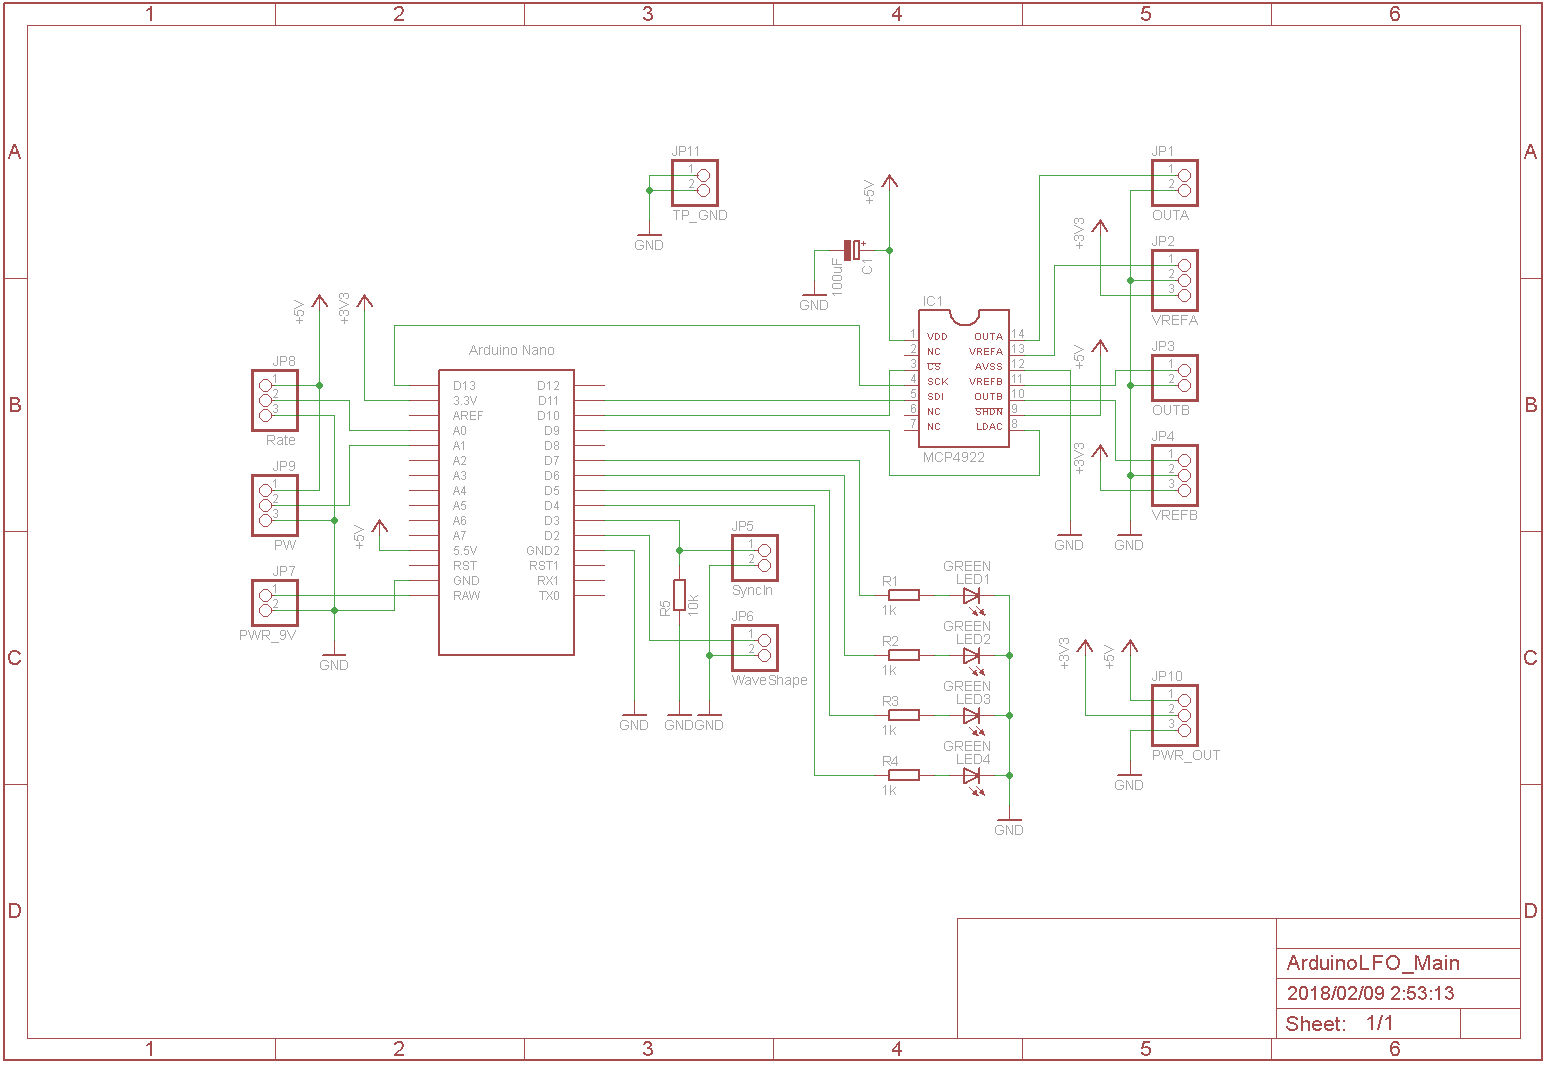 1 2 3 4 5 6
A A
JP11
1
2
TP_GND
GND
JP1
1
2
OUTA
+5V
100uF
C1
+
GND
+3V3
JP2
1
2
3
VREFA
+5V
+3V3
IC1
1 VDD OUTA 14
2 NC VREFA 13
3 CS AVSS 12
4 SCK VREFB 11
5 SDI OUTB 10
6 NC SHDN 9
7 NC LDAC 8
MCP4922
+5V
JP3
1
2
OUTB
B B
JP8
1
2
3
Rate
JP9
1
2
3
PW
+5V
JP7
1
2
PWR_9V
GND
Arduino Nano
D13 D12
3.3V D11
AREF D10
A0 D9
A1 D8
A2 D7
A3 D6
A4 D5
A5 D4
A6 D3
A7 D2
5.5V GND2
RST RST1
GND RX1
RAW TX0
+3V3
JP4
1
2
3
VREFB
GND GND
JP5
1
2
SyncIn
R5
10k
JP6
1
2
WaveShape
GND GND GND
GREEN
R1 LED1
1k
GREEN
R2 LED2
1k
GREEN
R3 LED3
1k
GREEN
R4 LED4
1k
GND
C C
+3V3
+5V
JP10
1
2
3
PWR_OUT
GND
D D
ArduinoLFO_Main
2018/02/09 2:53:13
Sheet: 1/1
1 2 3 4 5 6